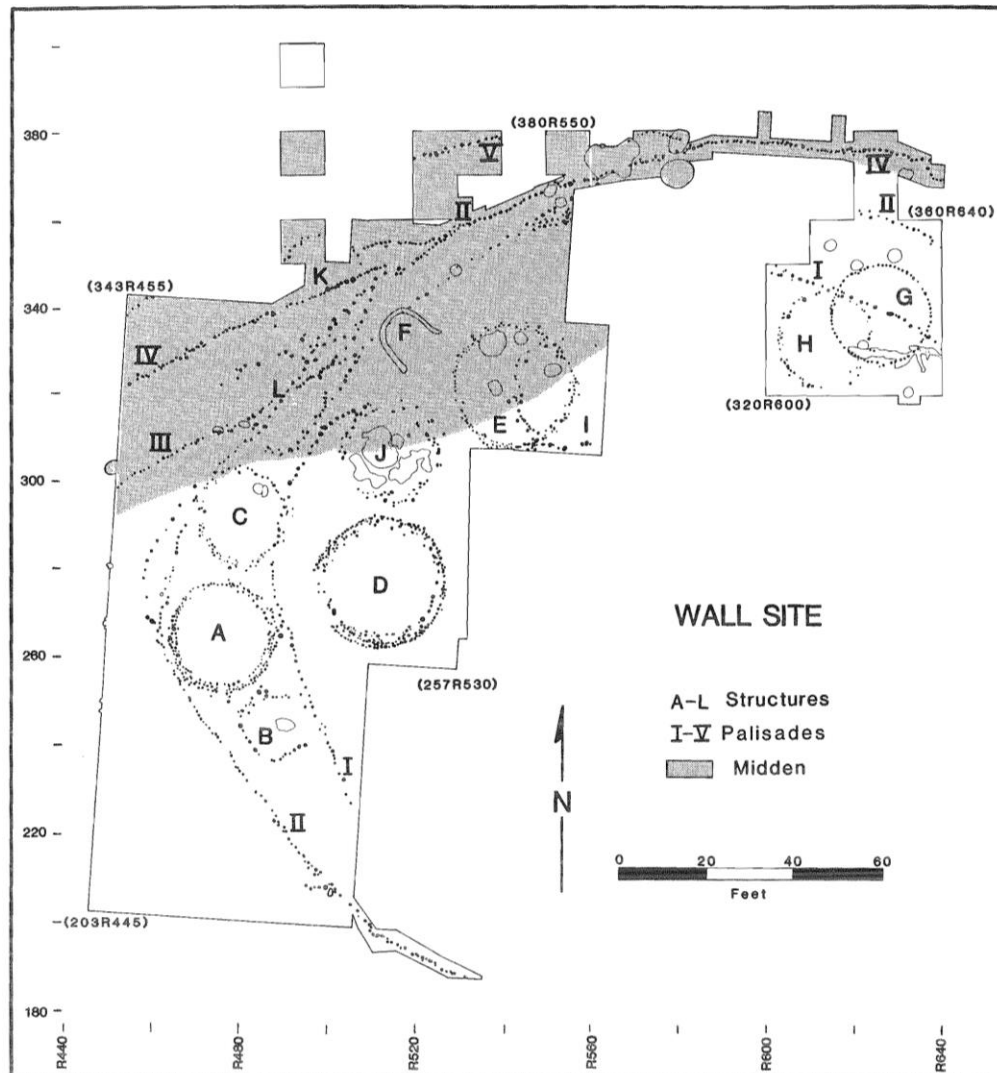 380
(380R550)
V
IV
II
II
(360R640)
K
I
(343R455)
G
340
F
H
IV
L
(320R600)
E
I
III
J
300
C
D
WALL SITE
A
260
(257R530)
A-L Structures
B
I-V Palisades
I
Midden
N
220
II
0 20 40 60
Feet
(203R445)
180
R440
R480
R520
R560
R600
R640